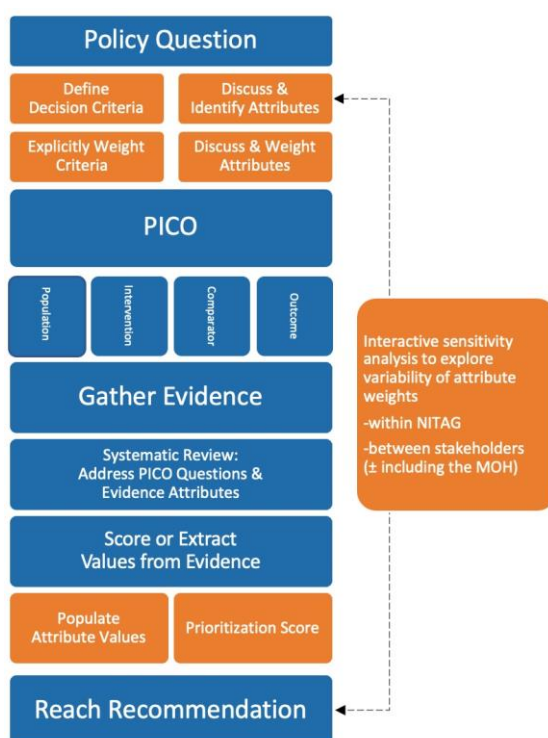 Policy Question
Define
Decision Criteria
Discuss &
Identify Attributes
Explicitly Weight
Criteria
Discuss & Weight
Attributes
PICO
Population
Intervention
Comparator
Outcome
Gather Evidence
Systematic Review:
Address PICO Questions &
Evidence Attributes
Score or Extract
Values from Evidence
Populate
Attribute Values
Prioritization Score
Reach Recommendation
Interactive sensitivity
analysis to explore
variability of attribute
weights
-within NITAG
-between stakeholders
(± including the MOH)